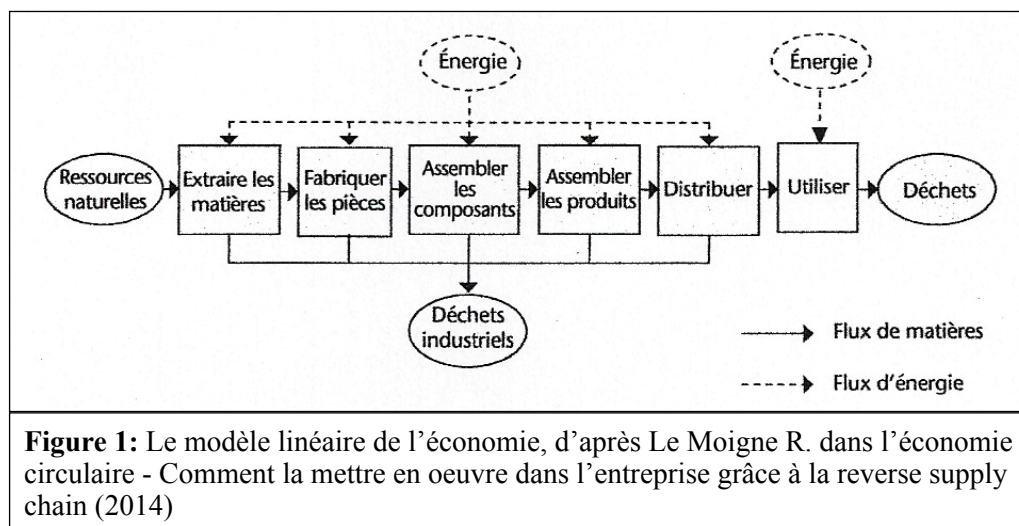 Énergie
Énergie
Ressources
naturelles
Extraire les
matières
Fabriquer
les pièces
Assembler
les
composants
Assembler
les produits
Distribuer
Utiliser
Déchets
Déchets
industriels
Flux de matières
Flux d'énergie
Figure 1: Le modèle linéaire de l'économie, d'après Le Moigne R. dans l'économie
circulaire - Comment la mettre en oeuvre dans l'entreprise grâce à la reverse supply
chain (2014)